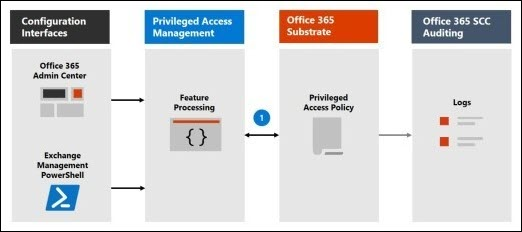 Configuration
Interfaces
Privileged Access
Management
Office 365
Substrate
Office 365 SCC
Auditing
Office 365
Admin Center
Exchange
Management
PowerShell
Feature
Processing
{ }
1
Privileged
Access Policy
Logs